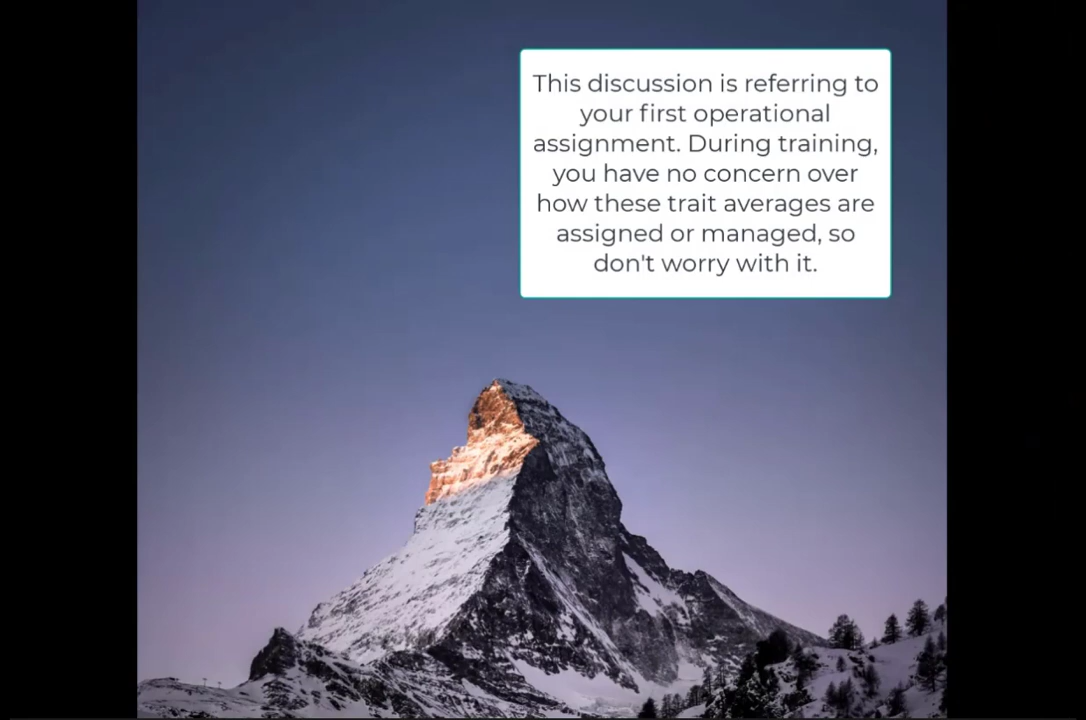 This discussion is referring to
your first operational
assignment. During training,
you have no concern over
how these trait averages are
assigned or managed, so
don't worry with it.